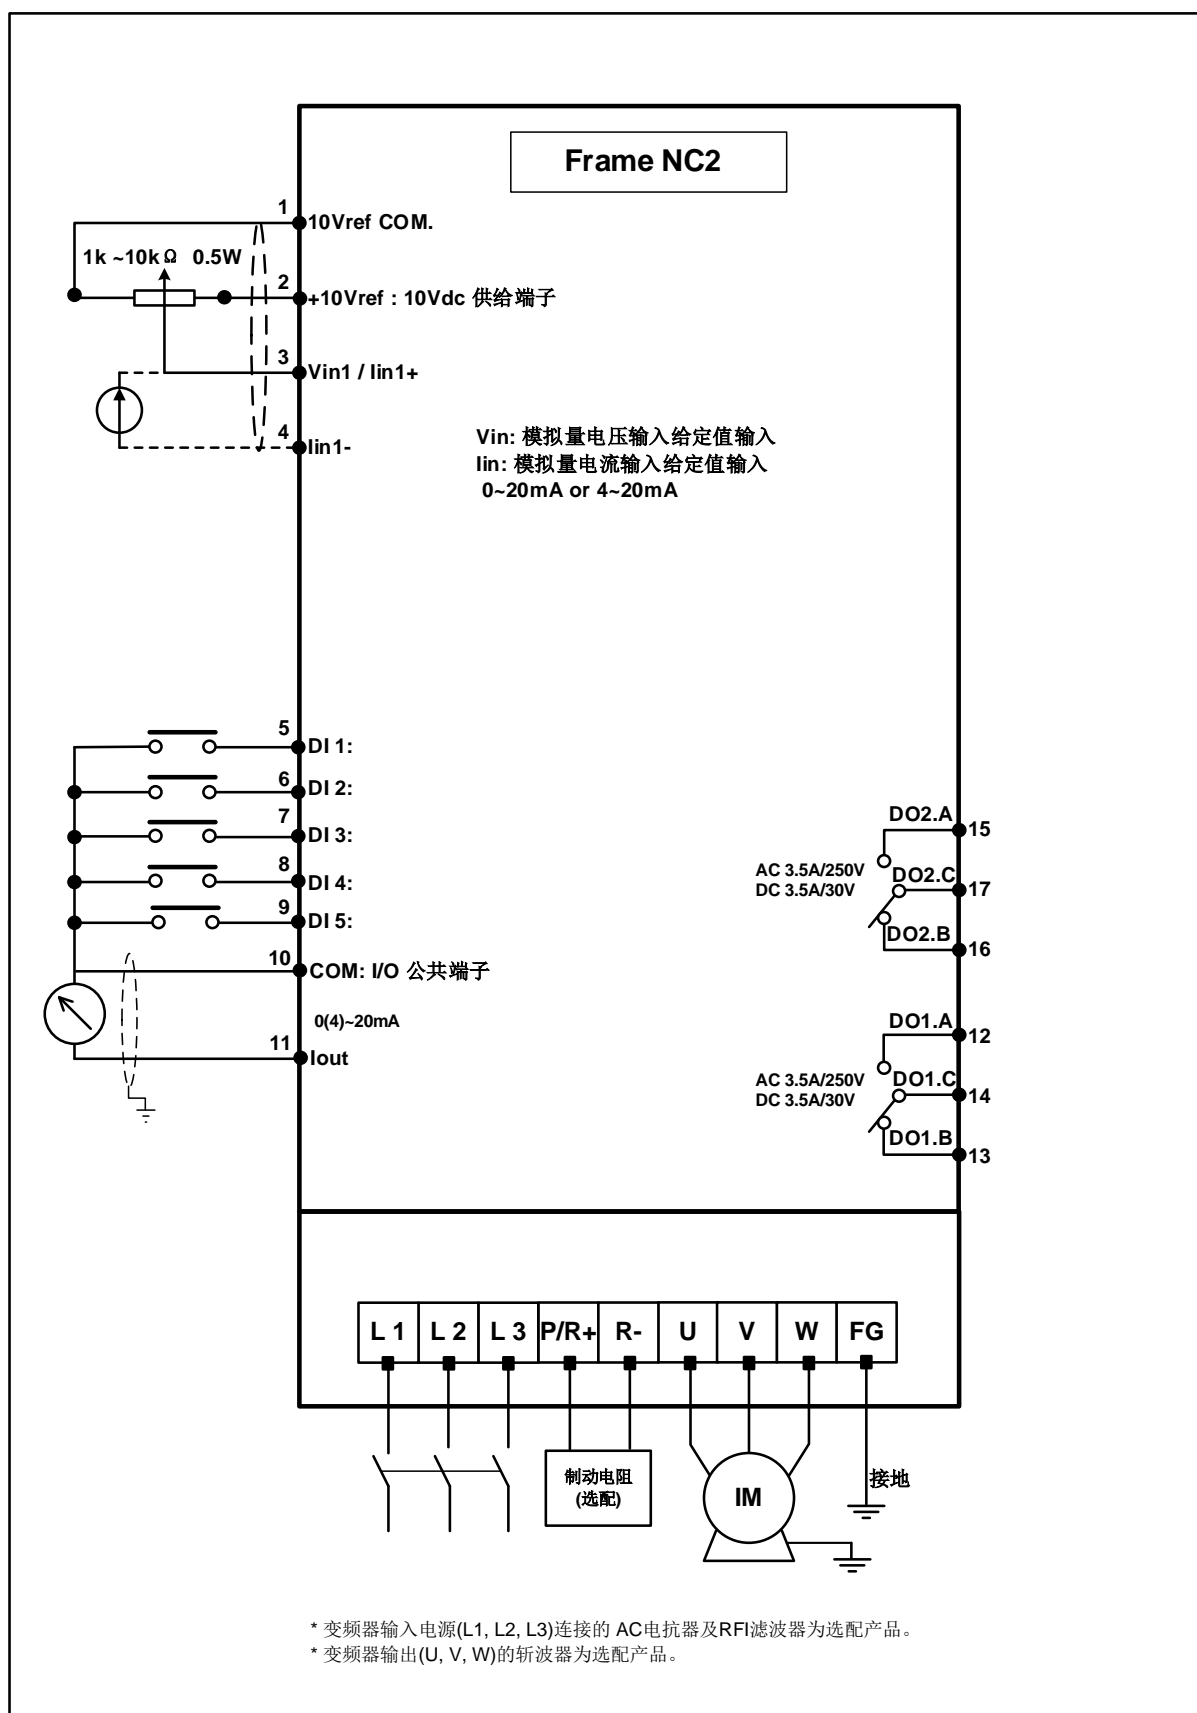 Frame NC2
1
10Vref COM.
1k ~10kΩ 0.5W
2
+10Vref : 10Vdc 供给端子
3
Vin1 / Iin1+
4
Iin1-
Vin: 模拟量电压输入给定值输入
Iin: 模拟量电流输入给定值输入
0~20mA or 4~20mA
5
DI 1:
6
DI 2:
7
DI 3:
8
DI 4:
9
DI 5:
10
COM: I/O 公共端子
0(4)~20mA
11
Iout
DO2.A
15
AC 3.5A/250V
DC 3.5A/30V
DO2.C
17
DO2.B
16
DO1.A
12
AC 3.5A/250V
DC 3.5A/30V
DO1.C
14
DO1.B
13
L 1 L 2 L 3 P/R+ R- U V W FG
制动电阻
(选配)
IM
接地
* 变频器输入电源(L1, L2, L3)连接的 AC电抗器及RFI滤波器为选配产品。
* 变频器输出(U, V, W)的斩波器为选配产品。